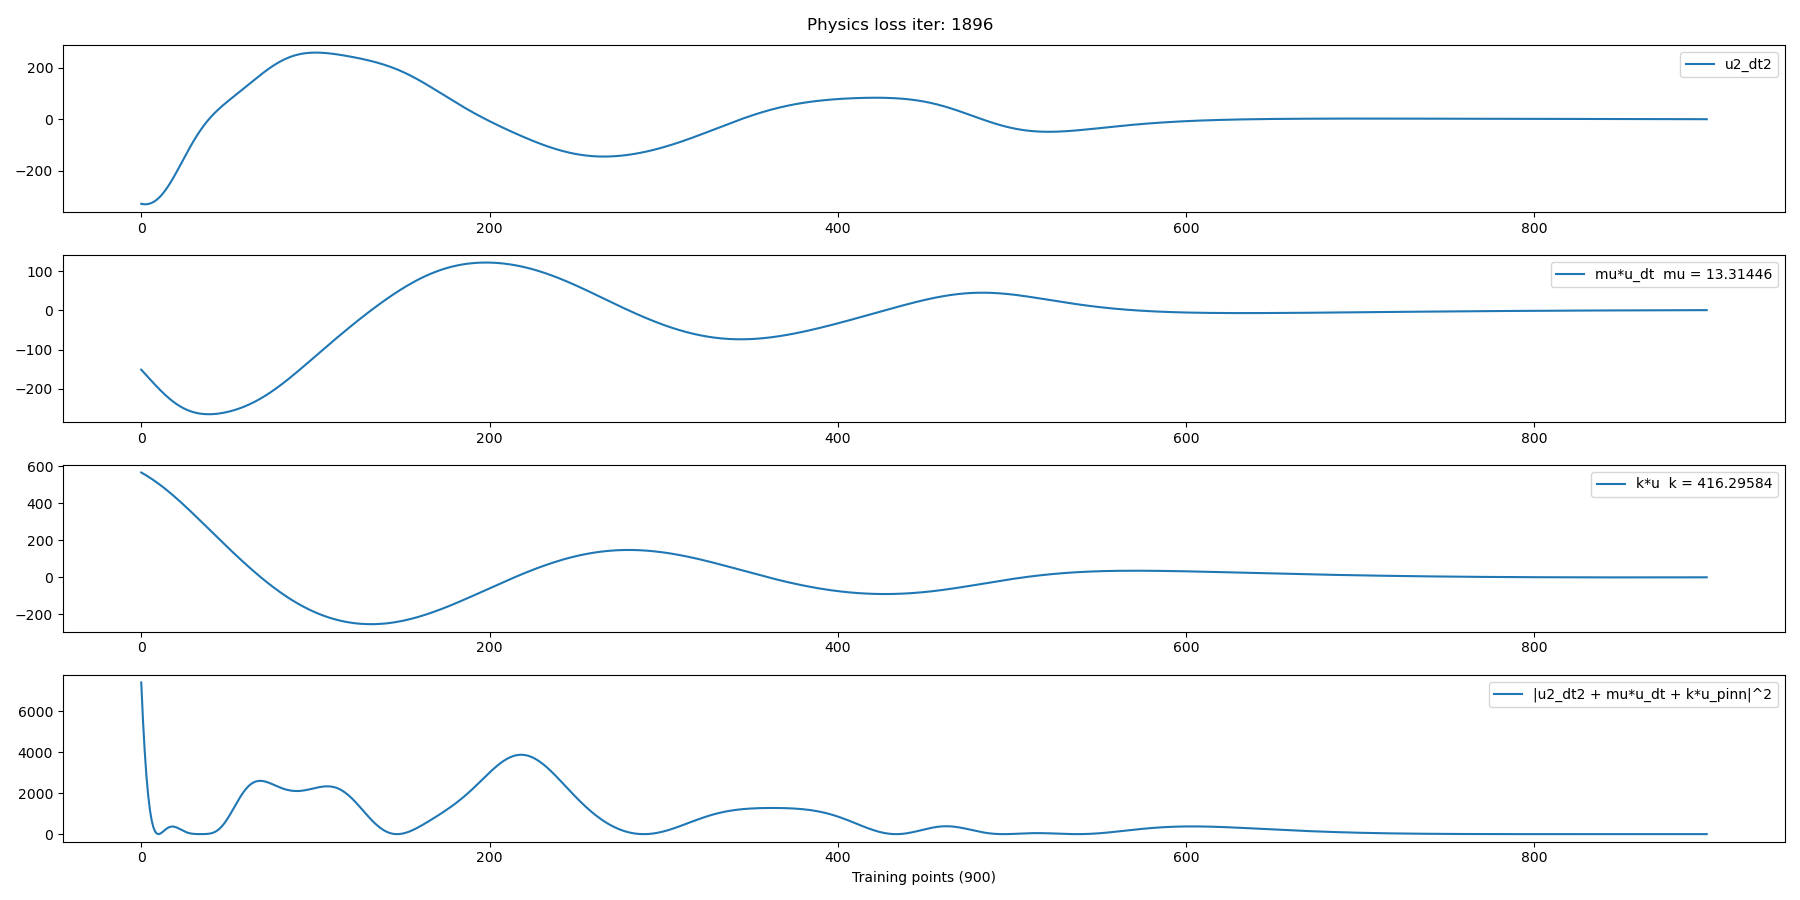 Physics loss iter: 1896
200
0
−200
u2_dt2
0 200 400 600 800
100
0
−100
−200
mu*u_dt  mu = 13.31446
0 200 400 600 800
600
400
200
0
−200
k*u  k = 416.29584
0 200 400 600 800
6000
4000
2000
0
|u2_dt2 + mu*u_dt + k*u_pinn|^2
0 200 400 600 800
Training points (900)